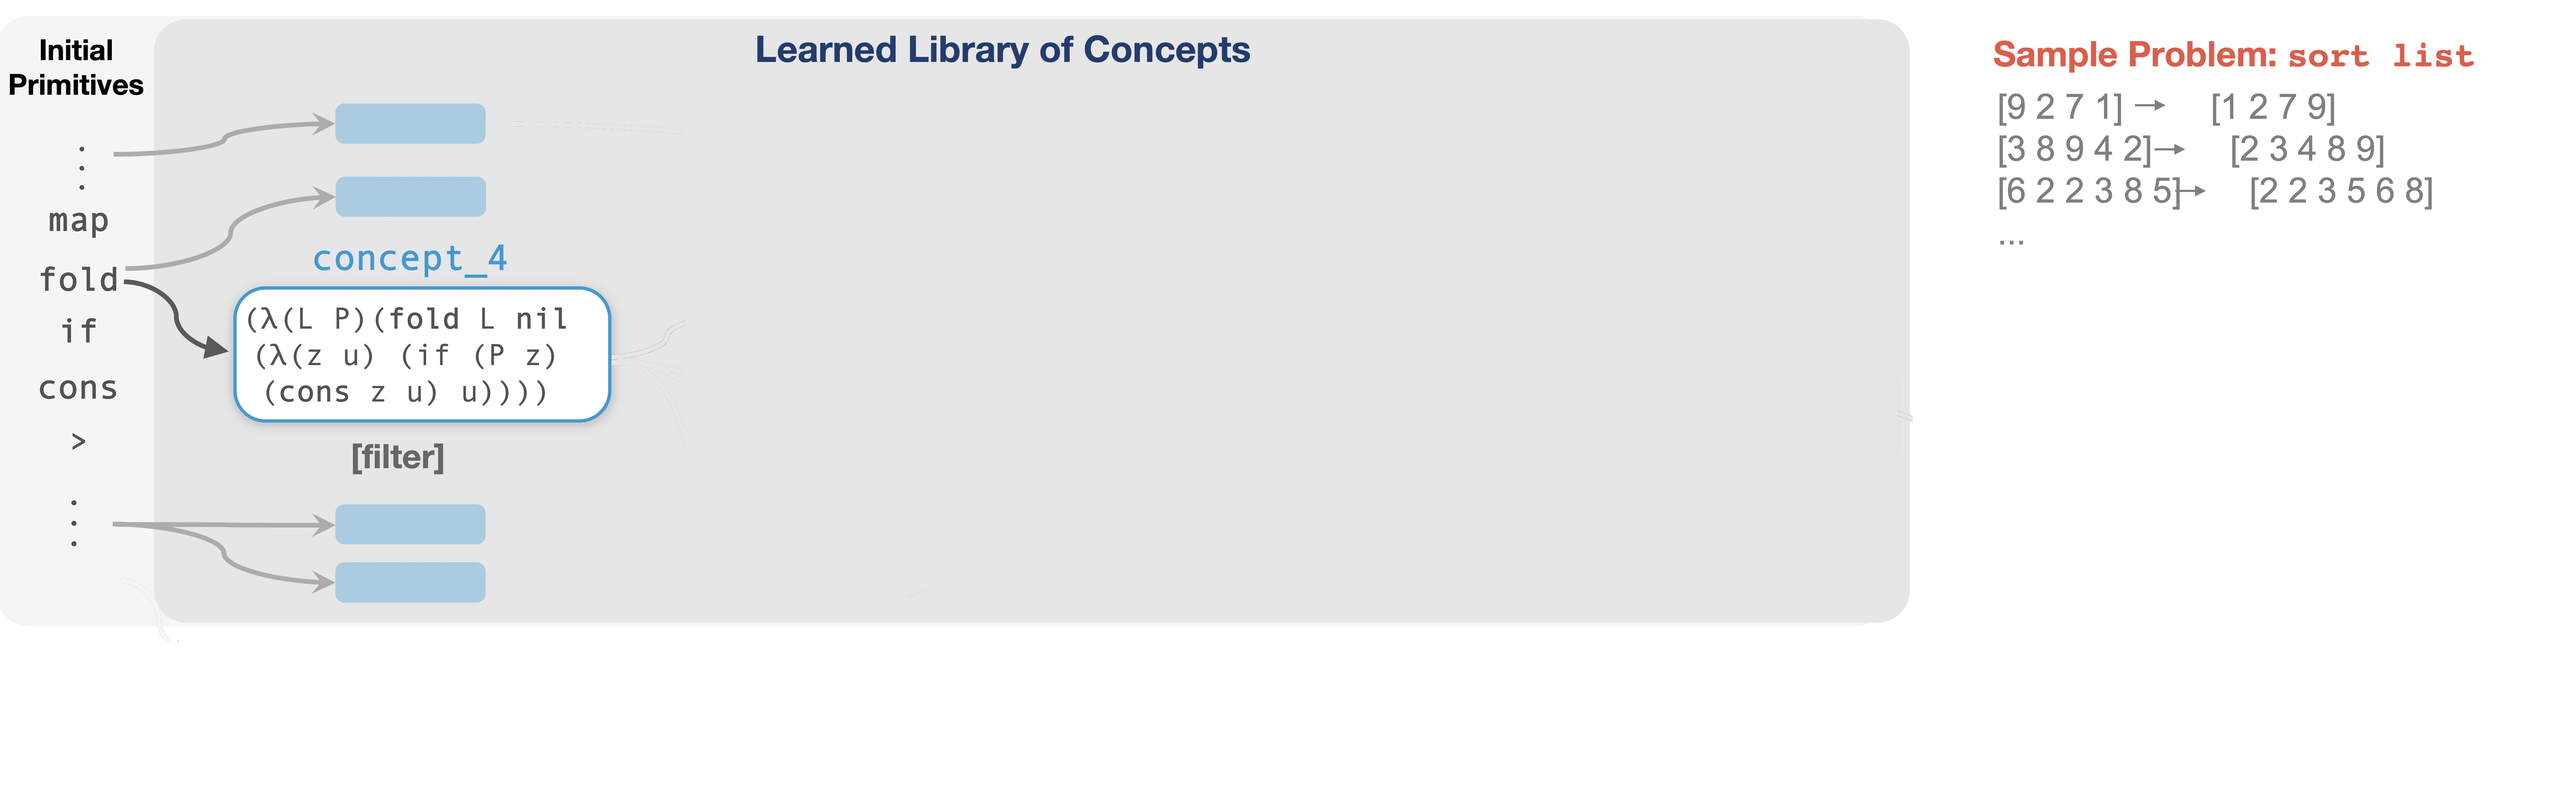 Initial
Primitives
⋮
map
fold
if
cons
>
⋮
Learned Library of Concepts
concept_4
(λ(L P)(fold L nil
(λ(z u) (if (P z)
(cons z u) u))))
[filter]
Sample Problem: sort list
[9 2 7 1] → [1 2 7 9]
[3 8 9 4 2]→ [2 3 4 8 9]
[6 2 2 3 8 5]→ [2 2 3 5 6 8]
...